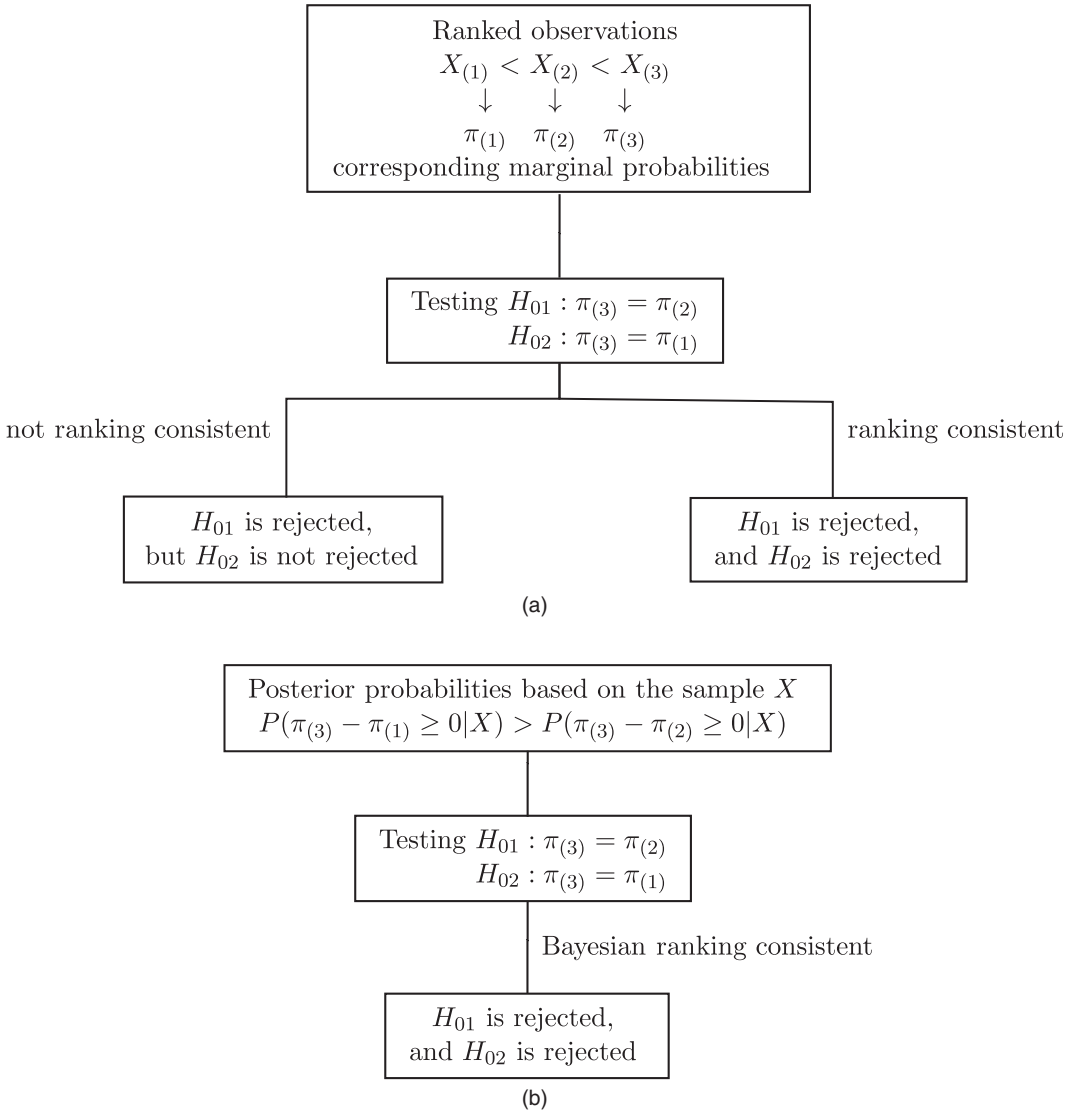 Ranked observations
X₍₁₎ < X₍₂₎ < X₍₃₎
↓ ↓ ↓
π₍₁₎ π₍₂₎ π₍₃₎
corresponding marginal probabilities
Testing H₀₁ : π₍₃₎ = π₍₂₎
H₀₂ : π₍₃₎ = π₍₁₎
not ranking consistent
ranking consistent
H₀₁ is rejected,
but H₀₂ is not rejected
H₀₁ is rejected,
and H₀₂ is rejected
(a)
Posterior probabilities based on the sample X
P(π₍₃₎ − π₍₁₎ ≥ 0|X) > P(π₍₃₎ − π₍₂₎ ≥ 0|X)
Testing H₀₁ : π₍₃₎ = π₍₂₎
H₀₂ : π₍₃₎ = π₍₁₎
Bayesian ranking consistent
H₀₁ is rejected,
and H₀₂ is rejected
(b)